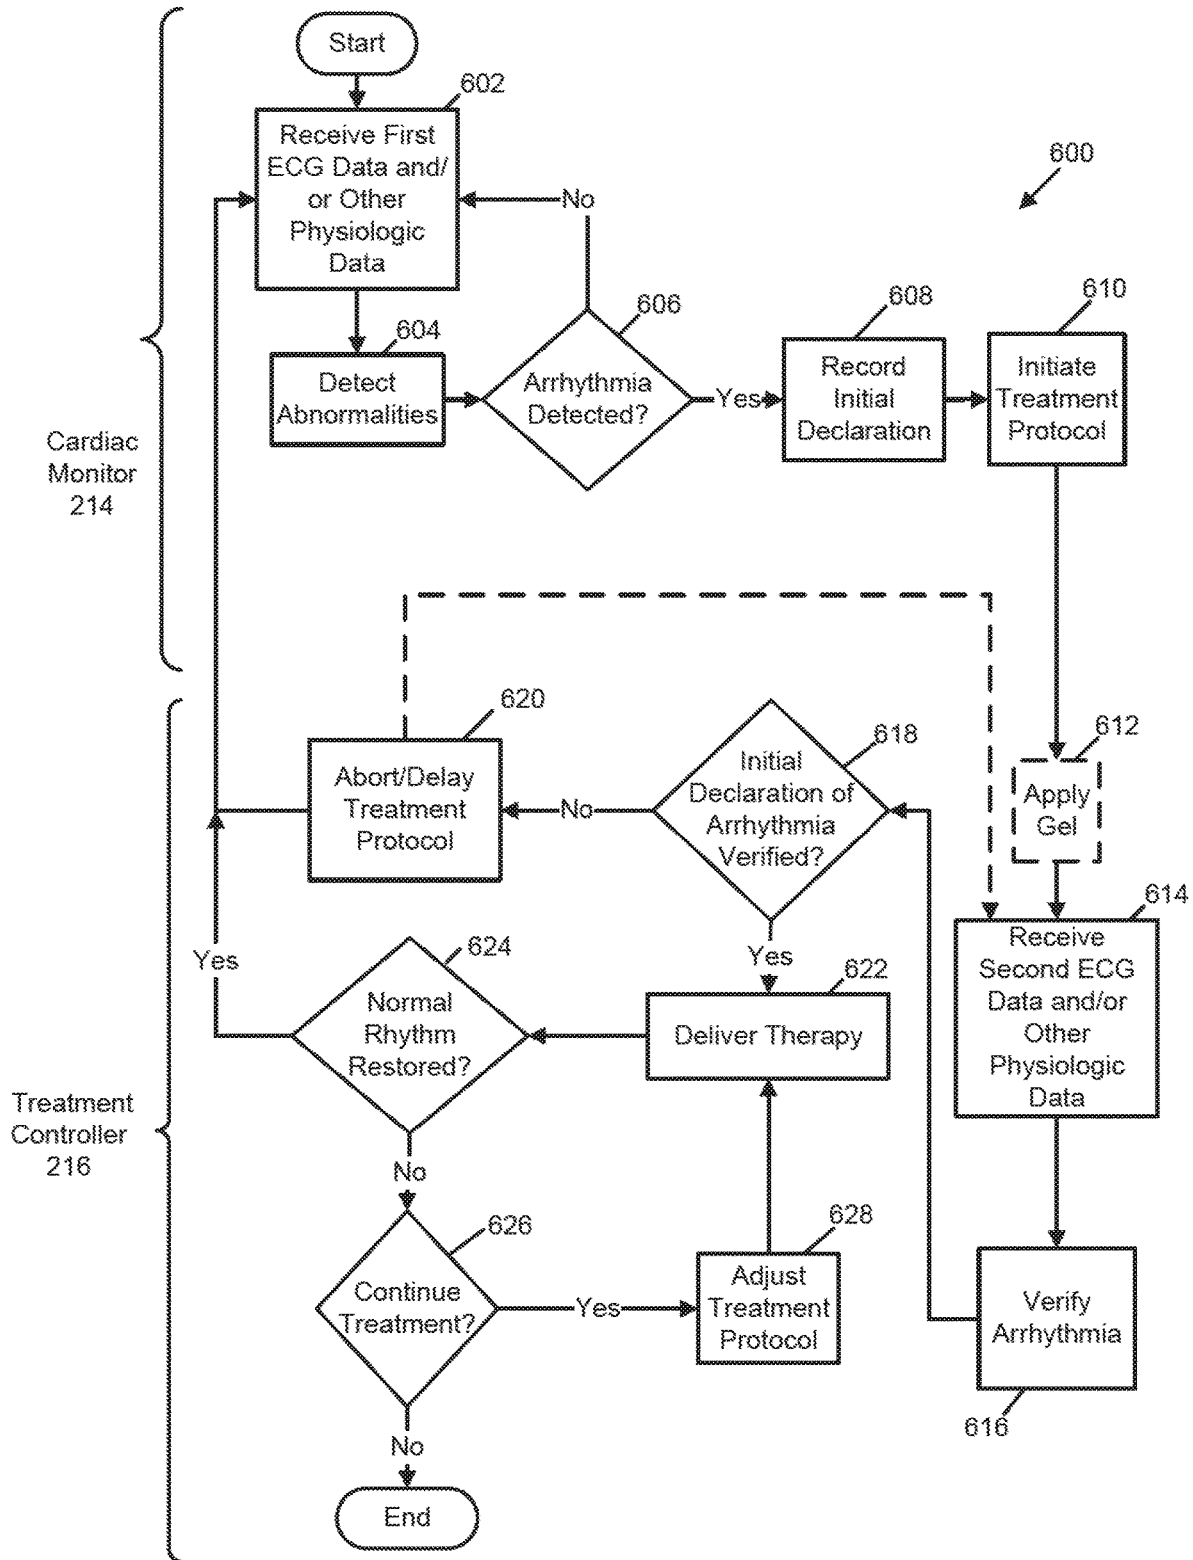 Start
602
Receive First
ECG Data and/
or Other
Physiologic
Data
No
600
604
Detect
Abnormalities
606
Arrhythmia
Detected?
Yes
608
Record
Initial
Declaration
610
Initiate
Treatment
Protocol
Cardiac
Monitor
214
620
Abort/Delay
Treatment
Protocol
No
618
Initial
Declaration of
Arrhythmia
Verified?
Yes
612
Apply
Gel
614
Receive
Second ECG
Data and/or
Other
Physiologic
Data
Yes
624
Normal
Rhythm
Restored?
622
Deliver Therapy
Treatment
Controller
216
No
626
Continue
Treatment?
Yes
628
Adjust
Treatment
Protocol
Verify
Arrhythmia
616
No
End